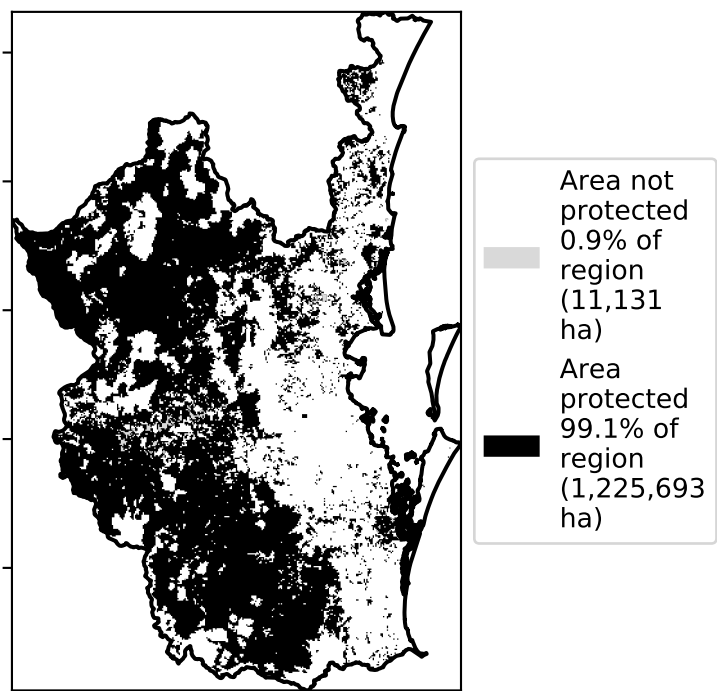 Area not
protected
0.9% of
region
(11,131
ha)
Area
protected
99.1% of
region
(1,225,693
ha)